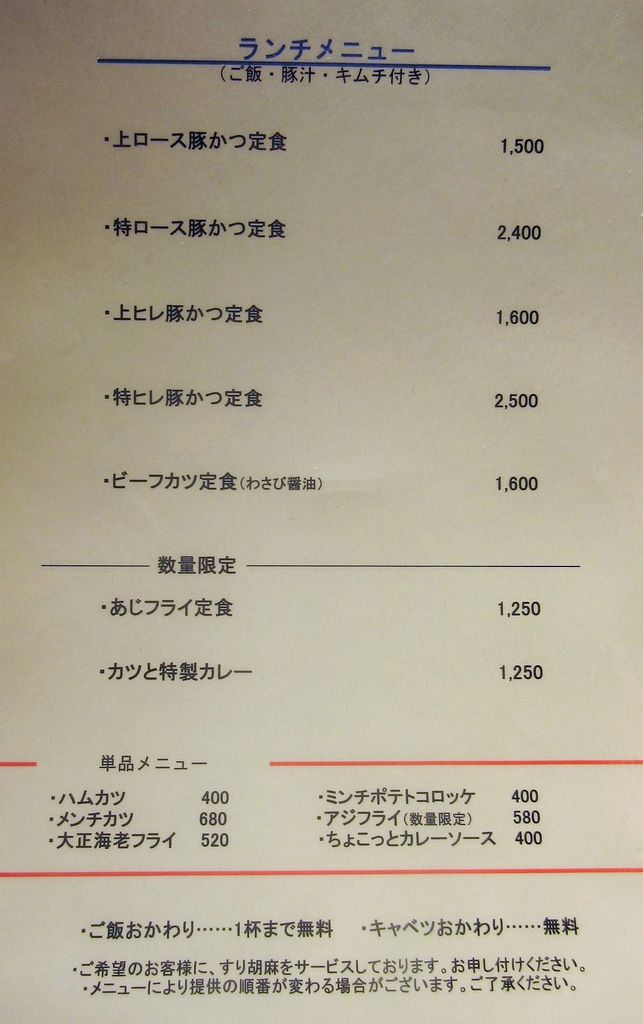 ランチメニュー
（ご飯・豚汁・キムチ付き）
・上ロース豚かつ定食 1,500
・特ロース豚かつ定食 2,400
・上ヒレ豚かつ定食 1,600
・特ヒレ豚かつ定食 2,500
・ビーフカツ定食（わさび醤油） 1,600
数量限定
・あじフライ定食 1,250
・カツと特製カレー 1,250
単品メニュー
・ハムカツ 400 ・ミンチポテトコロッケ 400
・メンチカツ 680 ・アジフライ（数量限定） 580
・大正海老フライ 520 ・ちょこっとカレーソース 400
・ご飯おかわり……1杯まで無料 ・キャベツおかわり……無料
・ご希望のお客様に、すり胡麻をサービスしております。お申し付けください。
・メニューにより提供の順番が変わる場合がございます。ご了承ください。